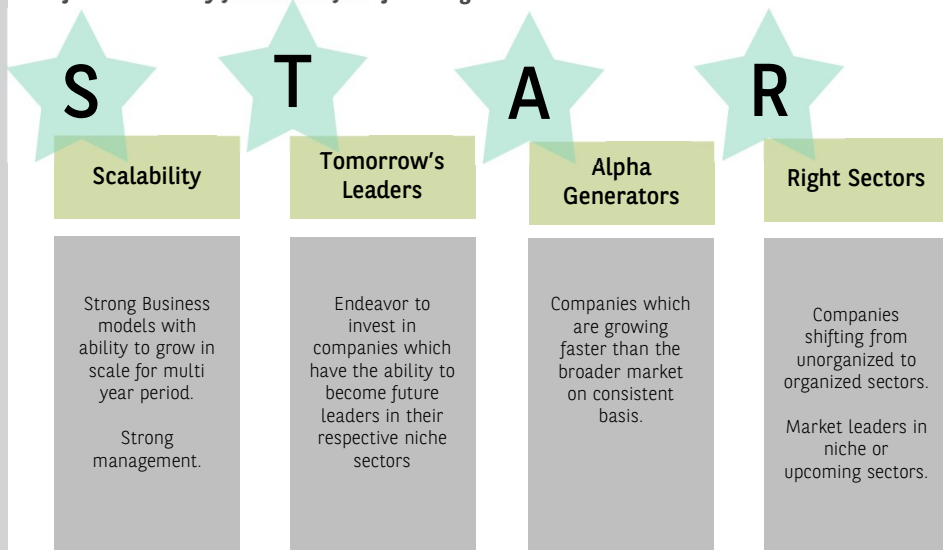 S
T
A
R
Scalability
Tomorrow's
Leaders
Alpha
Generators
Right Sectors
Strong Business
models with
ability to grow in
scale for multi
year period.
Strong
management.
Endeavor to
invest in
companies which
have the ability to
become future
leaders in their
respective niche
sectors
Companies which
are growing
faster than the
broader market
on consistent
basis.
Companies
shifting from
unorganized to
organized sectors.
Market leaders in
niche or
upcoming sectors.